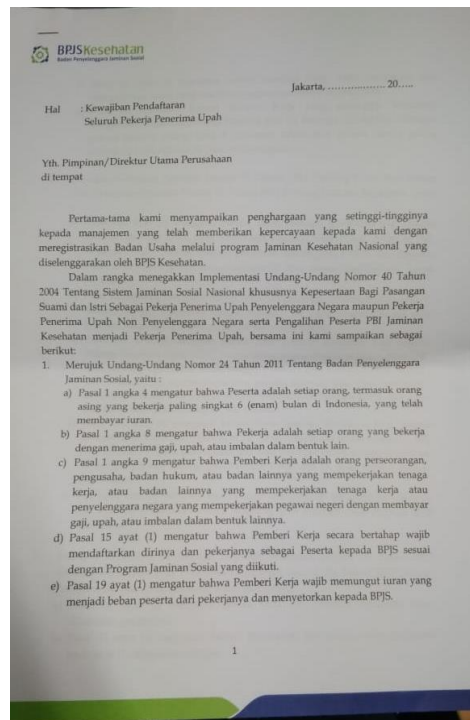 BPJS Kesehatan
Badan Penyelenggara Jaminan Sosial
Jakarta, .................. 20.....
Hal : Kewajiban Pendaftaran
Seluruh Pekerja Penerima Upah
Yth. Pimpinan/Direktur Utama Perusahaan
di tempat
Pertama-tama kami menyampaikan penghargaan yang setinggi-tingginya
kepada manajemen yang telah memberikan kepercayaan kepada kami dengan
meregistrasikan Badan Usaha melalui program Jaminan Kesehatan Nasional yang
diselenggarakan oleh BPJS Kesehatan.
Dalam rangka menegakkan Implementasi Undang-Undang Nomor 40 Tahun
2004 Tentang Sistem Jaminan Sosial Nasional khususnya Kepesertaan Bagi Pasangan
Suami dan Istri Sebagai Pekerja Penerima Upah Penyelenggara Negara maupun Pekerja
Penerima Upah Non Penyelenggara Negara serta Pengalihan Peserta PBI Jaminan
Kesehatan menjadi Pekerja Penerima Upah, bersama ini kami sampaikan sebagai
berikut:
1. Merujuk Undang-Undang Nomor 24 Tahun 2011 Tentang Badan Penyelenggara
Jaminan Sosial, yaitu :
a) Pasal 1 angka 4 mengatur bahwa Peserta adalah setiap orang, termasuk orang
asing yang bekerja paling singkat 6 (enam) bulan di Indonesia, yang telah
membayar iuran.
b) Pasal 1 angka 8 mengatur bahwa Pekerja adalah setiap orang yang bekerja
dengan menerima gaji, upah, atau imbalan dalam bentuk lain.
c) Pasal 1 angka 9 mengatur bahwa Pemberi Kerja adalah orang perseorangan,
pengusaha, badan hukum, atau badan lainnya yang mempekerjakan tenaga
kerja, atau badan lainnya yang mempekerjakan tenaga kerja atau
penyelenggara negara yang mempekerjakan pegawai negeri dengan membayar
gaji, upah, atau imbalan dalam bentuk lainnya.
d) Pasal 15 ayat (1) mengatur bahwa Pemberi Kerja secara bertahap wajib
mendaftarkan dirinya dan pekerjanya sebagai Peserta kepada BPJS sesuai
dengan Program Jaminan Sosial yang diikuti.
e) Pasal 19 ayat (1) mengatur bahwa Pemberi Kerja wajib memungut iuran yang
menjadi beban peserta dari pekerjanya dan menyetorkan kepada BPJS.
1